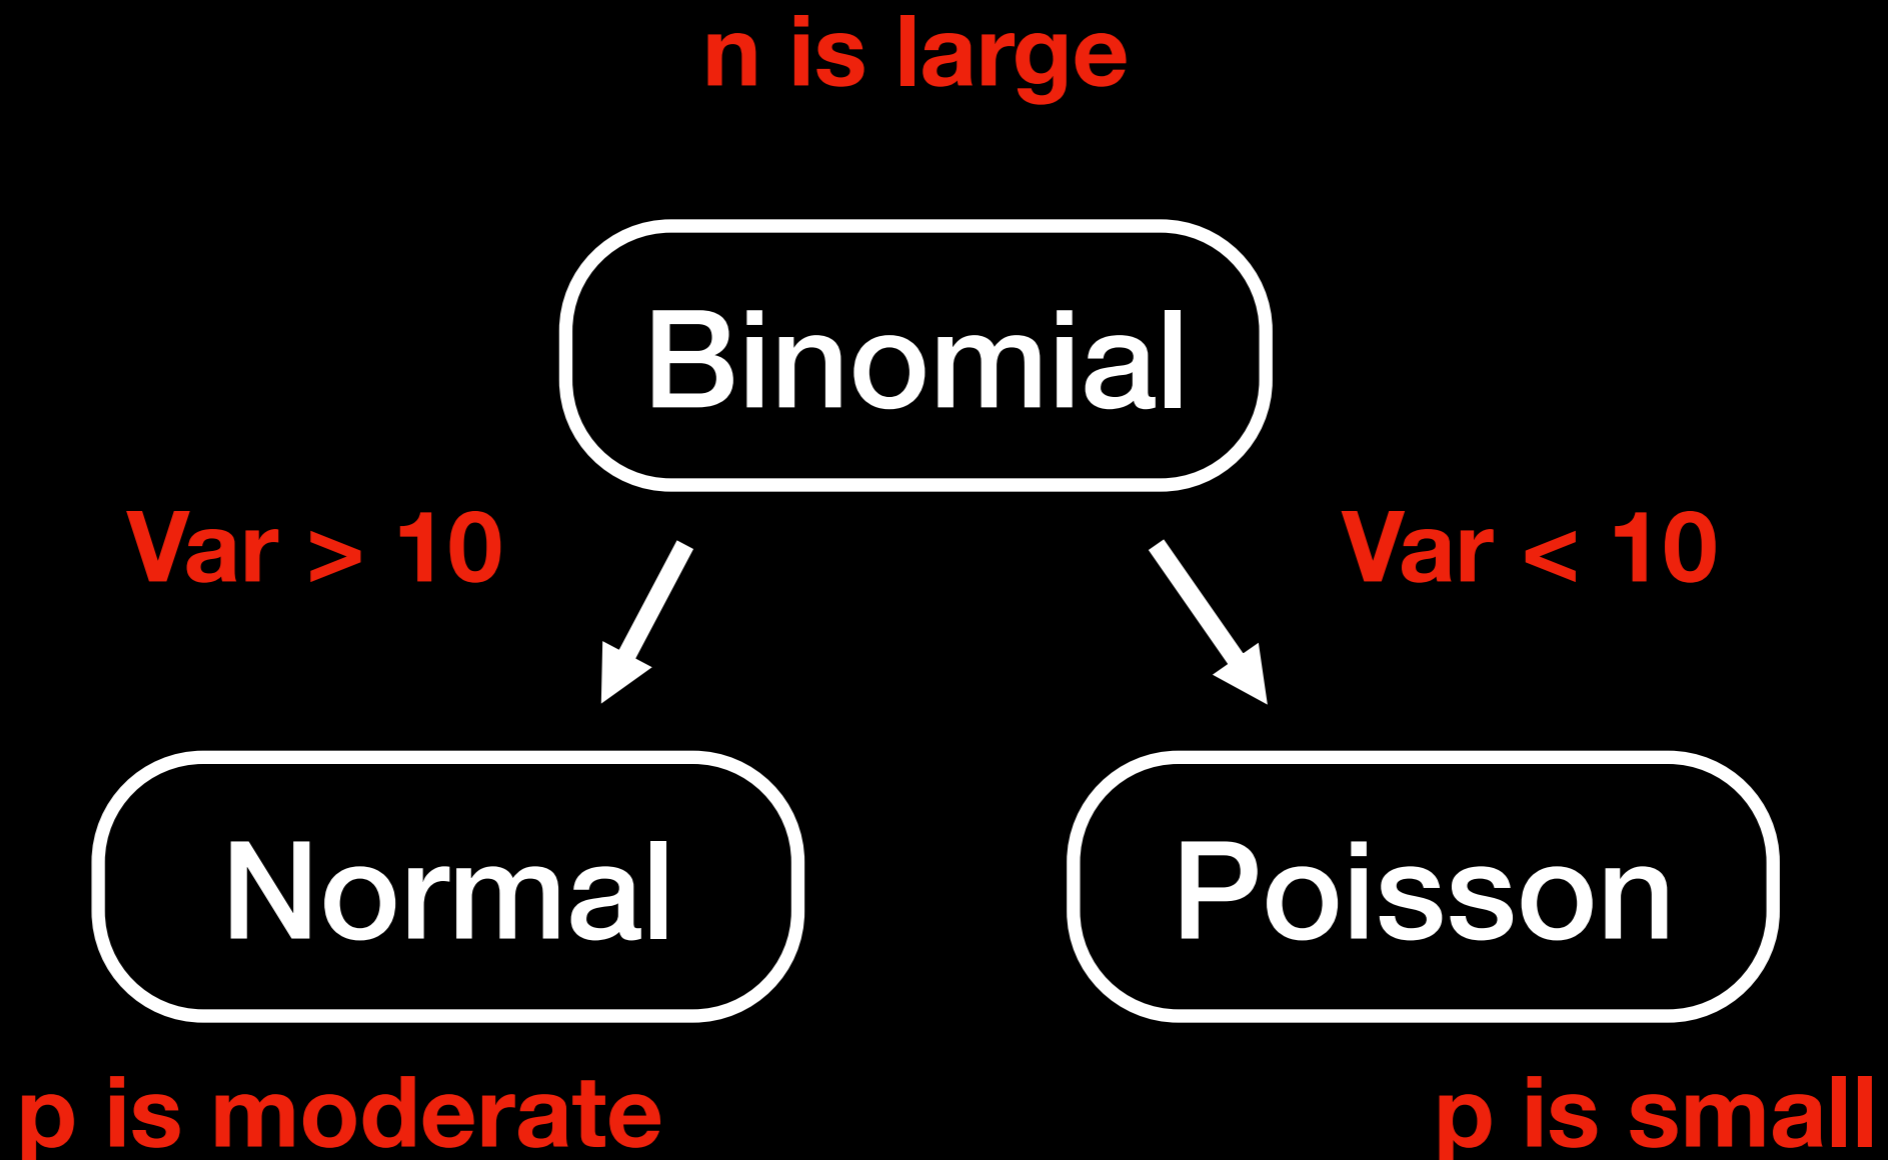 n is large
Binomial
Var > 10
Var < 10
Normal
Poisson
p is moderate
p is small